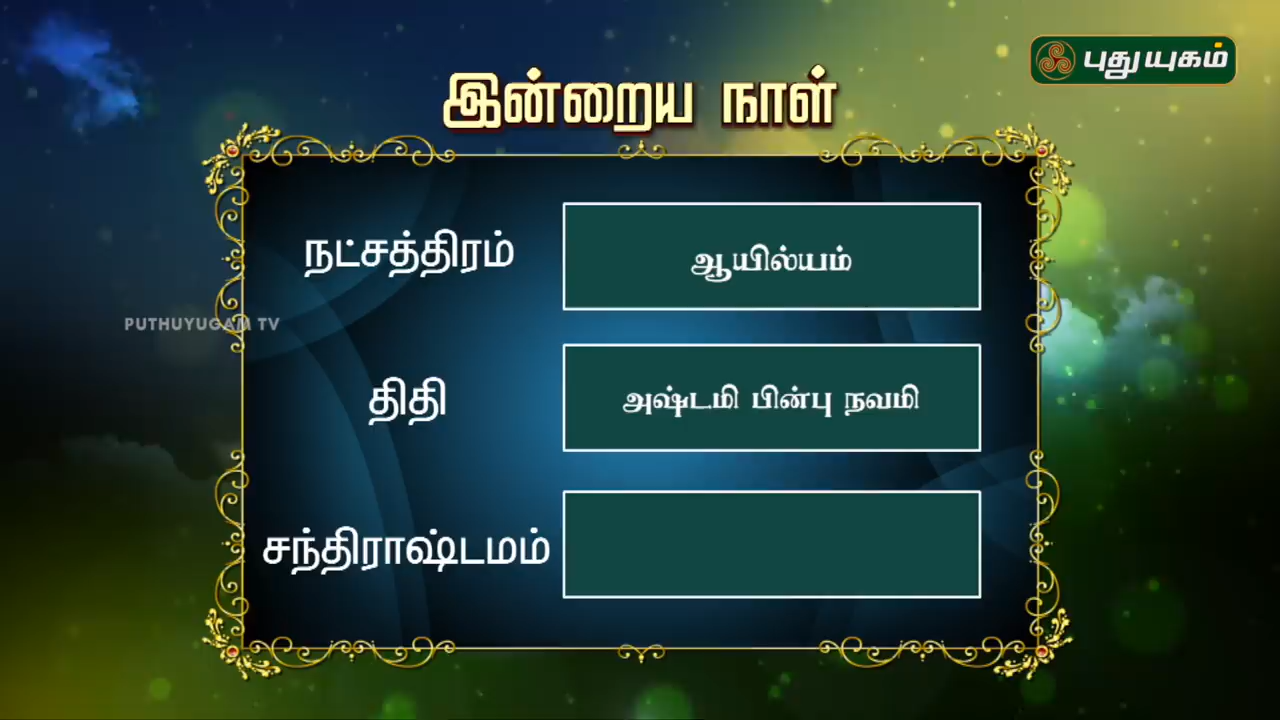 புதுயுகம்
இன்றைய நாள்
நட்சத்திரம்
ஆயில்யம்
PUTHUYUGAM TV
திதி
அஷ்டமி பின்பு நவமி
சந்திராஷ்டமம்